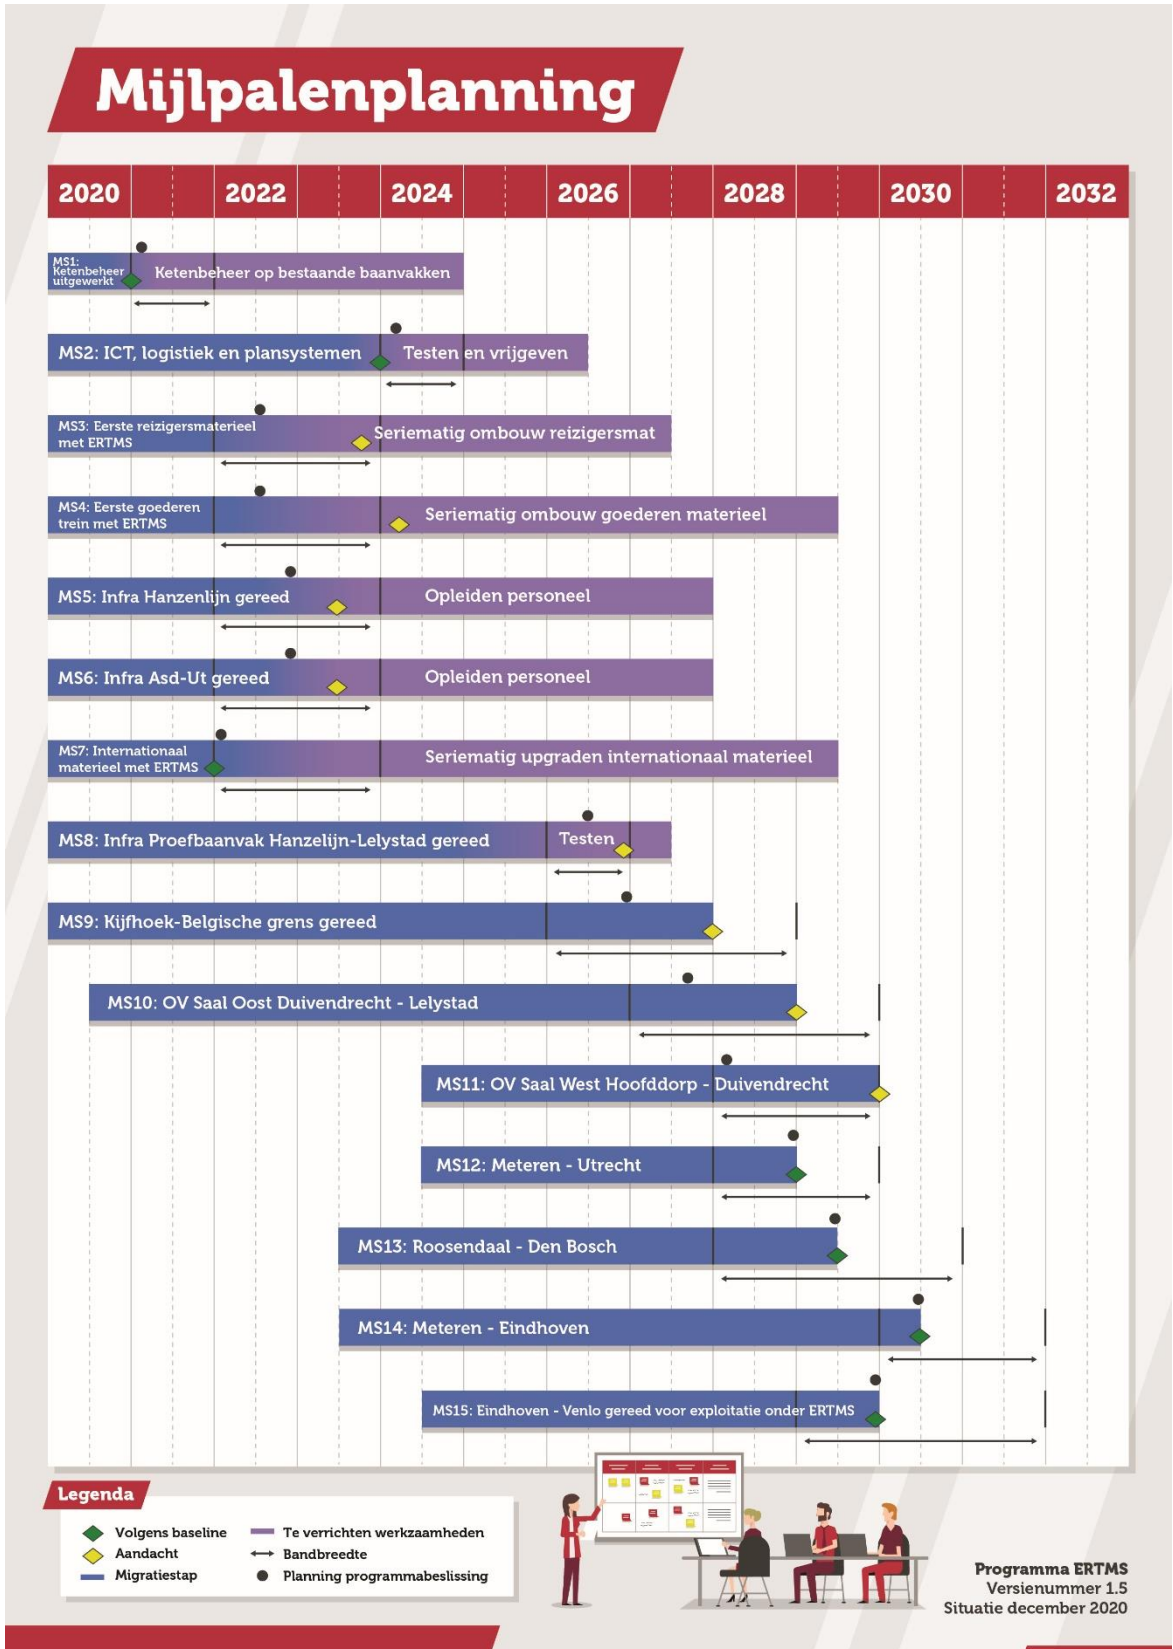 Mijlpalenplanning
2020 2022 2024 2026 2028 2030 2032
MS1:
Ketenbeheer
uitgewerkt
Ketenbeheer op bestaande baanvakken
MS2: ICT, logistiek en plansystemen
Testen en vrijgeven
MS3: Eerste reizigersmaterieel
met ERTMS
Seriematig ombouw reizigersmat
MS4: Eerste goederen
trein met ERTMS
Seriematig ombouw goederen materieel
MS5: Infra Hanzenlijn gereed
Opleiden personeel
MS6: Infra Asd-Ut gereed
Opleiden personeel
MS7: Internationaal
materieel met ERTMS
Seriematig upgraden internationaal materieel
MS8: Infra Proefbaanvak Hanzelijn-Lelystad gereed
Testen
MS9: Kijfhoek-Belgische grens gereed
MS10: OV Saal Oost Duivendrecht - Lelystad
MS11: OV Saal West Hoofddorp - Duivendrecht
MS12: Meteren - Utrecht
MS13: Roosendaal - Den Bosch
MS14: Meteren - Eindhoven
MS15: Eindhoven - Venlo gereed voor exploitatie onder ERTMS
Legenda
Volgens baseline
Aandacht
Migratiestap
Te verrichten werkzaamheden
Bandbreedte
Planning programmabeslissing
Programma ERTMS
Versienummer 1.5
Situatie december 2020